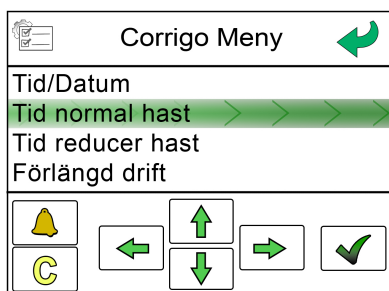 Corrigo Meny
Tid/Datum
Tid normal hast
Tid reducer hast
Förlängd drift
C